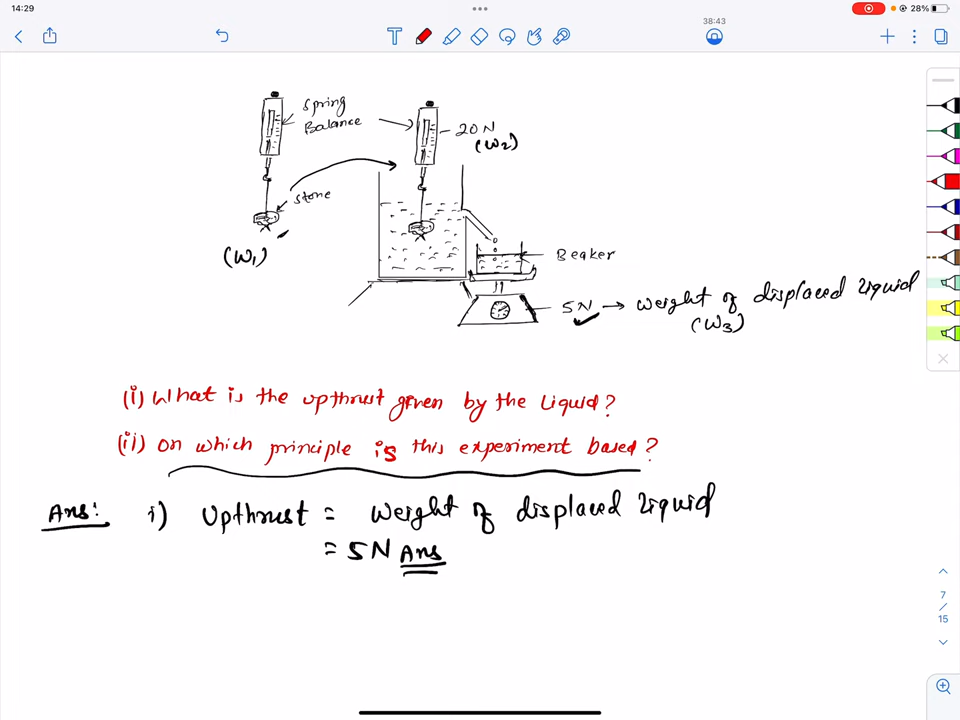 14:29
28%
38:43
T
Spring
Balance
20N
(W2)
Stone
(W1)
Beaker
5N → Weight of displaced liquid
(W3)
(i) What is the upthrust given by the liquid?
(ii) On which principle is this experiment based?
Ans: i) Upthrust = Weight of displaced liquid
= 5N Ans
7
/
15